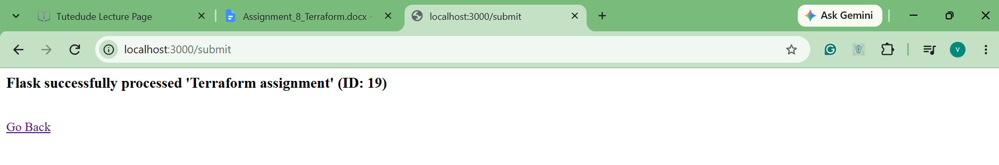 Tutedude Lecture Page
Assignment_8_Terraform.docx -
localhost:3000/submit
Ask Gemini
localhost:3000/submit
V
Flask successfully processed 'Terraform assignment' (ID: 19)
Go Back